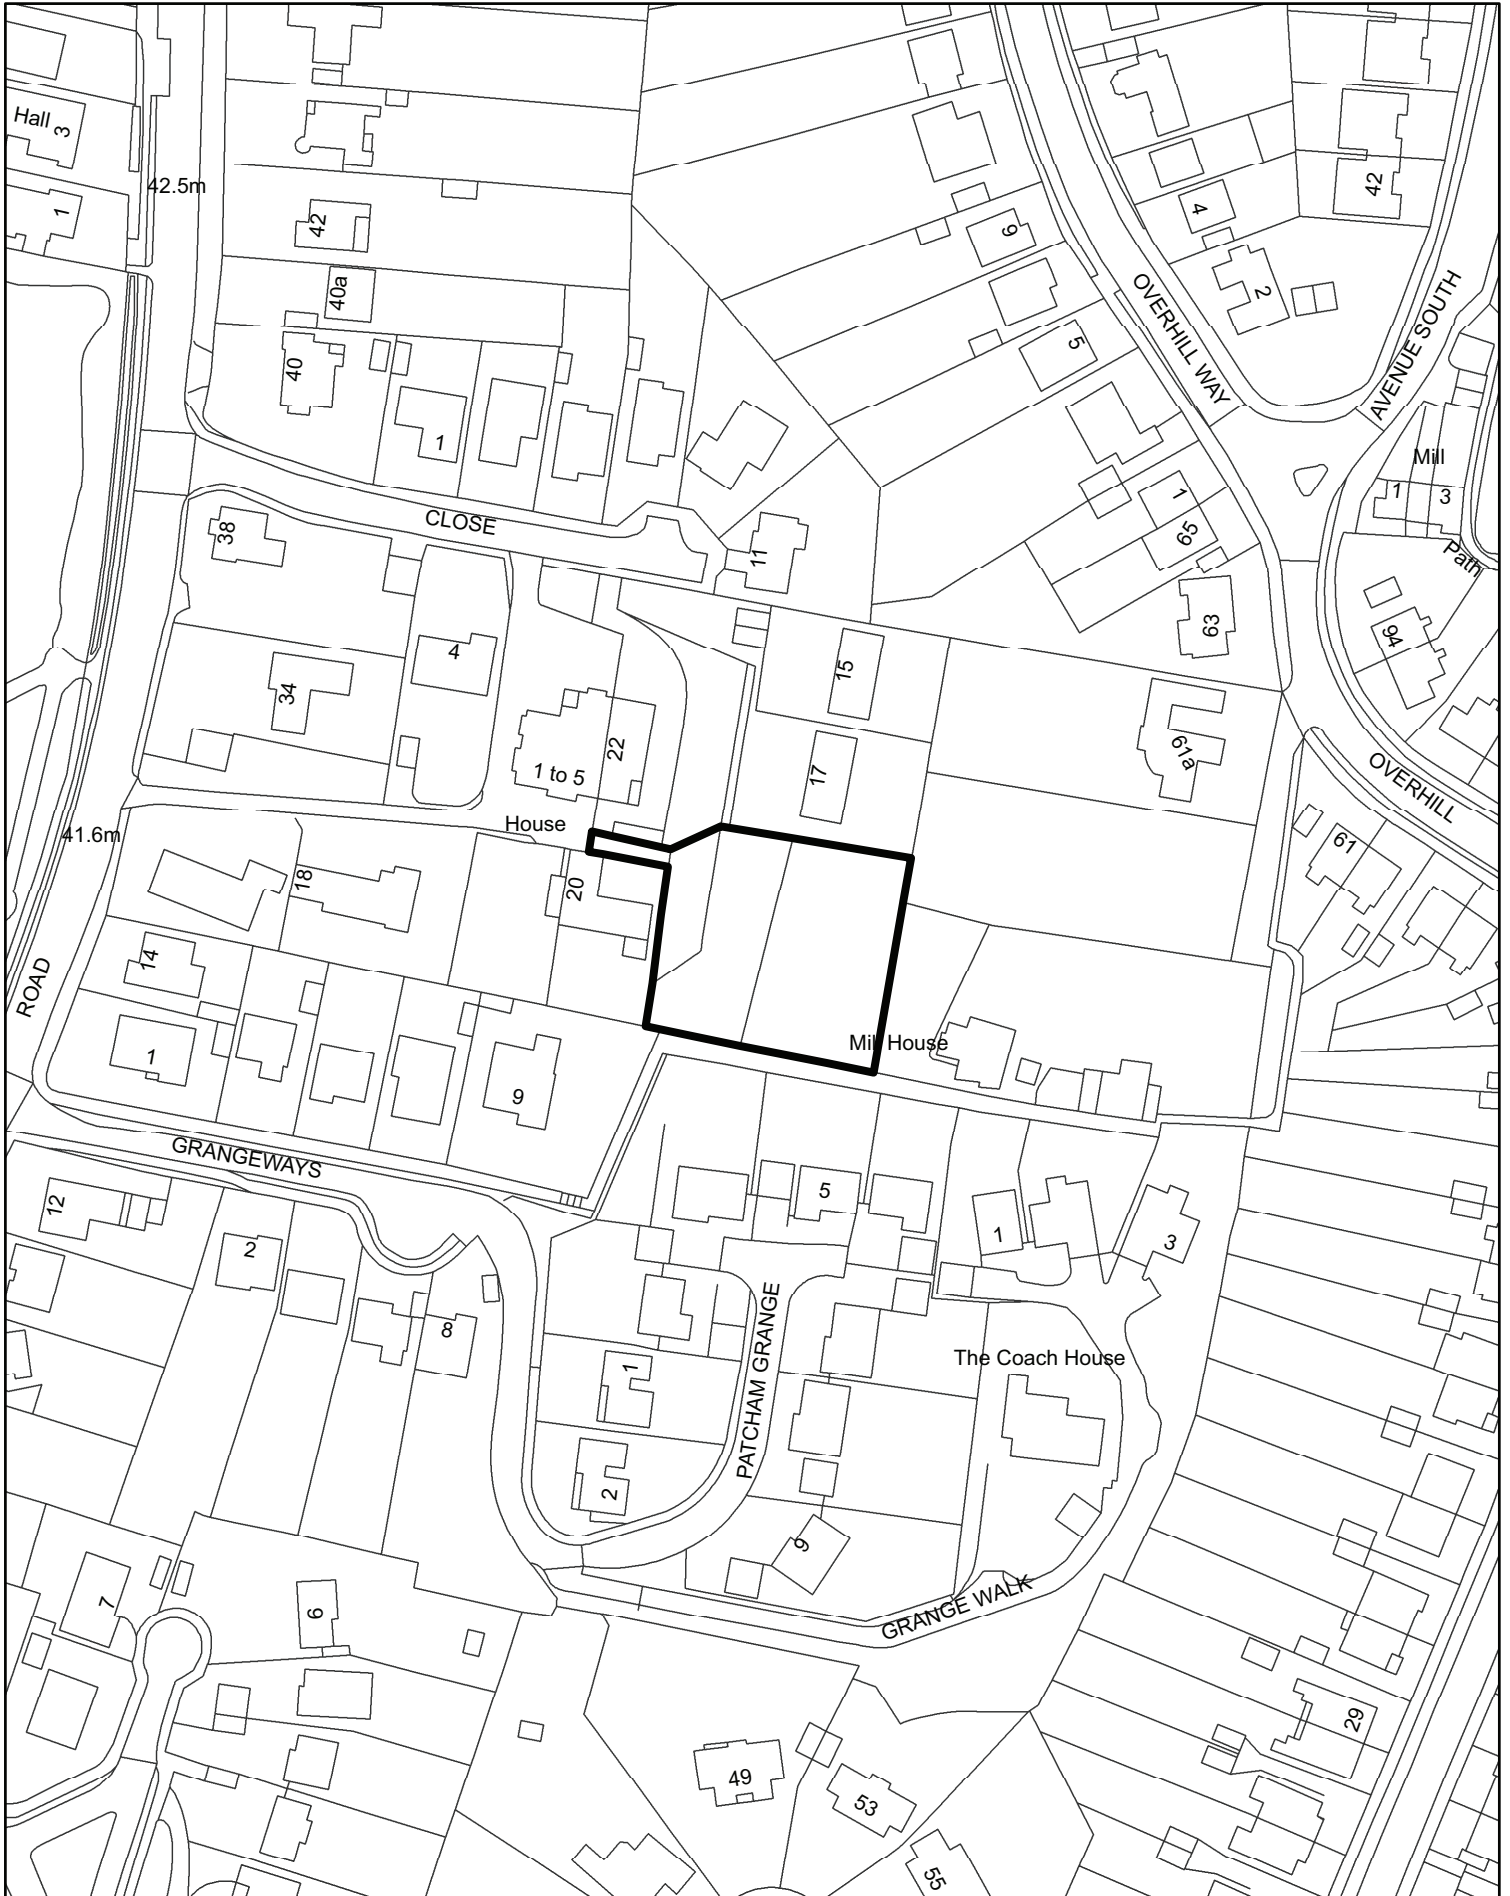 Hall
3
1
42.5m
42
40a
40
1
9
5
4
2
42
OVERHILL WAY
AVENUE SOUTH
Mill
1
3
Path
38
CLOSE
11
1
65
63
94
34
4
22
1 to 5
15
17
61a
OVERHILL
61
41.6m
House
18
20
14
ROAD
1
9
Mill House
GRANGEWAYS
12
2
8
5
1
3
1
2
PATCHAM GRANGE
The Coach House
9
GRANGE WALK
7
6
49
53
55
29